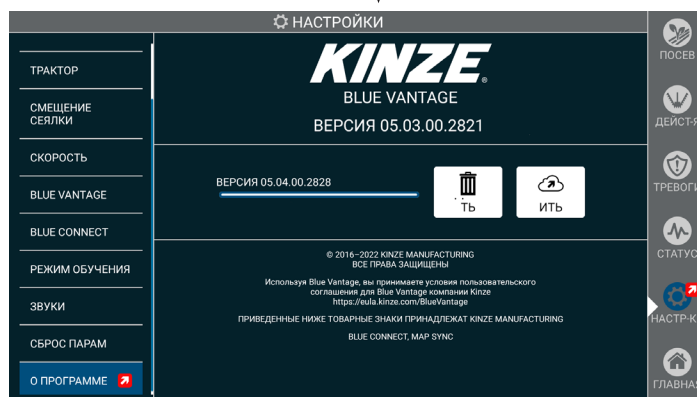 НАСТРОЙКИ
ТРАКТОР
СМЕЩЕНИЕ
СЕЯЛКИ
СКОРОСТЬ
BLUE VANTAGE
BLUE CONNECT
РЕЖИМ ОБУЧЕНИЯ
ЗВУКИ
СБРОС ПАРАМ
О ПРОГРАММЕ
KINZE®
BLUE VANTAGE
ВЕРСИЯ 05.03.00.2821
ВЕРСИЯ 05.04.00.2828
ТЬ
ИТЬ
© 2016–2022 KINZE MANUFACTURING
ВСЕ ПРАВА ЗАЩИЩЕНЫ
Используя Blue Vantage, вы принимаете условия пользовательского
соглашения для Blue Vantage компании Kinze
https://eula.kinze.com/BlueVantage
ПРИВЕДЕННЫЕ НИЖЕ ТОВАРНЫЕ ЗНАКИ ПРИНАДЛЕЖАТ KINZE MANUFACTURING
BLUE CONNECT, MAP SYNC
ПОСЕВ
ДЕЙСТ-Я
ТРЕВОГИ
СТАТУС
НАСТР-К
ГЛАВНАЯ